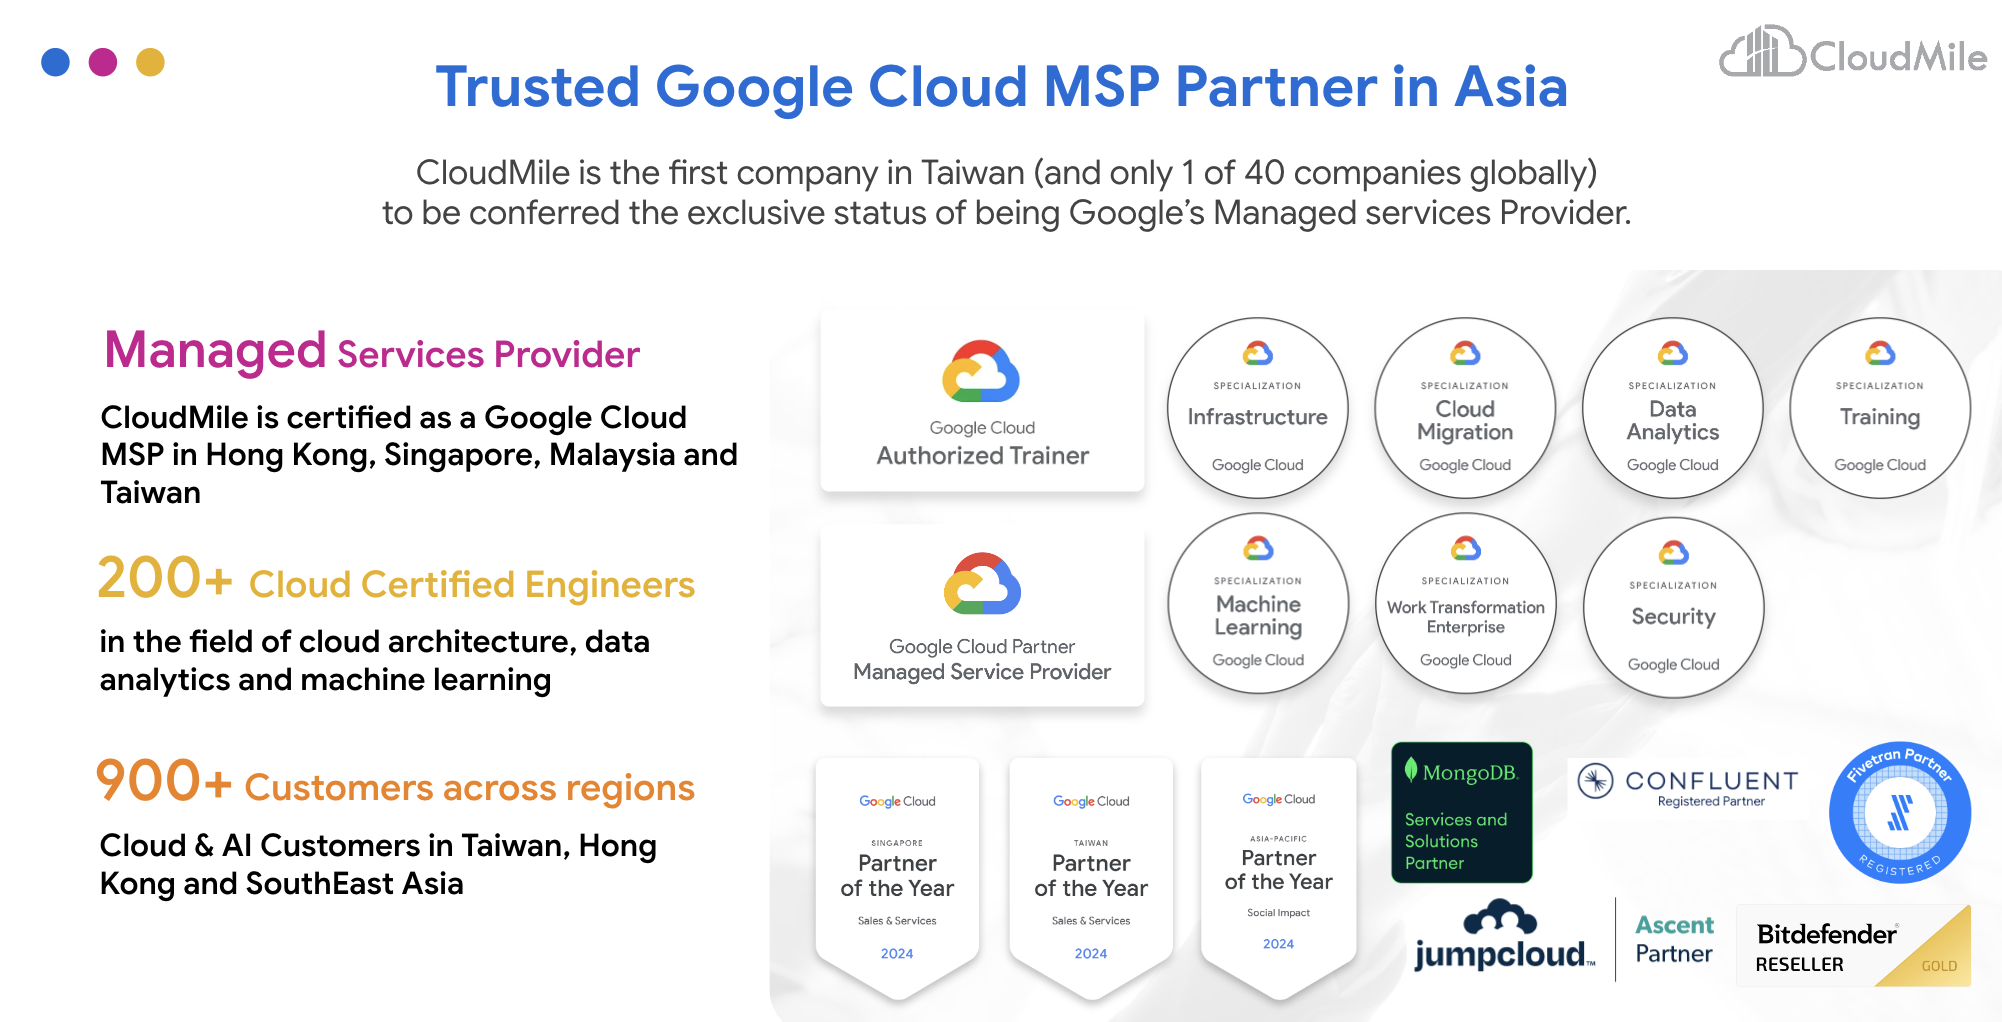 CloudMile
Trusted Google Cloud MSP Partner in Asia
CloudMile is the first company in Taiwan (and only 1 of 40 companies globally)
to be conferred the exclusive status of being Google's Managed services Provider.
Managed Services Provider
CloudMile is certified as a Google Cloud
MSP in Hong Kong, Singapore, Malaysia and
Taiwan
200+ Cloud Certified Engineers
in the field of cloud architecture, data
analytics and machine learning
900+ Customers across regions
Cloud & AI Customers in Taiwan, Hong
Kong and SouthEast Asia
Google Cloud
Authorized Trainer
SPECIALIZATION
Infrastructure
Google Cloud
SPECIALIZATION
Cloud
Migration
Google Cloud
SPECIALIZATION
Data
Analytics
Google Cloud
SPECIALIZATION
Training
Google Cloud
Google Cloud Partner
Managed Service Provider
SPECIALIZATION
Machine
Learning
Google Cloud
SPECIALIZATION
Work Transformation
Enterprise
Google Cloud
SPECIALIZATION
Security
Google Cloud
Google Cloud
SINGAPORE
Partner
of the Year
Sales & Services
2024
Google Cloud
TAIWAN
Partner
of the Year
Sales & Services
2024
Google Cloud
ASIA-PACIFIC
Partner
of the Year
Social Impact
2024
MongoDB.
Services and
Solutions
Partner
CONFLUENT
Registered Partner
Fivetran Partner
REGISTERED
jumpcloud™
Ascent
Partner
Bitdefender®
RESELLER
GOLD